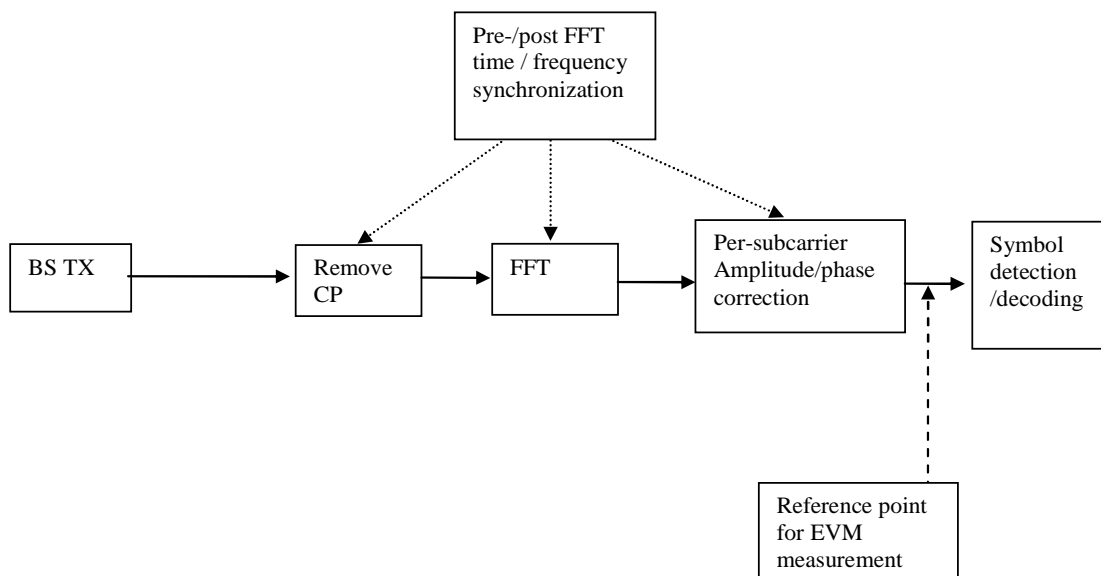 Pre-/post FFT
time / frequency
synchronization
BS TX
Remove
CP
FFT
Per-subcarrier
Amplitude/phase
correction
Symbol
detection
/decoding
Reference point
for EVM
measurement